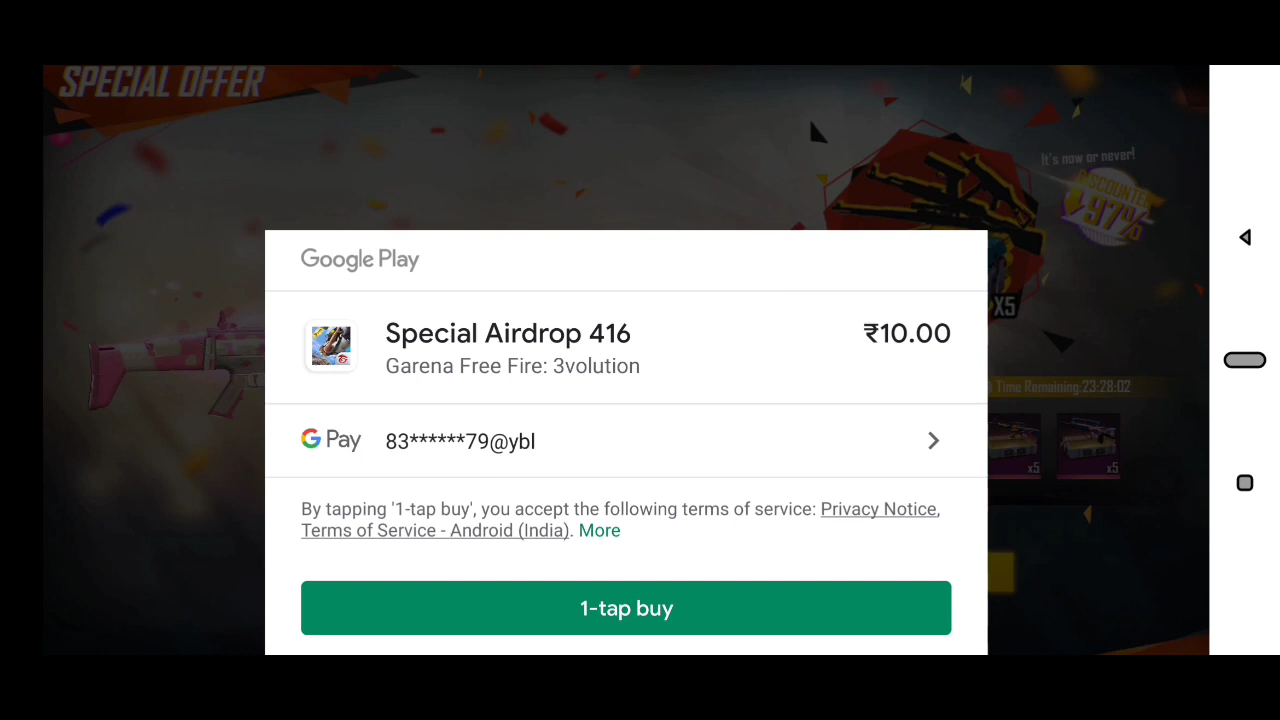 SPECIAL OFFER
It's now or never!
DISCOUNTED
97%
X5
Google Play
Special Airdrop 416
₹10.00
Garena Free Fire: 3volution
Time Remaining:23:28:02
G Pay 83******79@ybl
x5
x5
By tapping '1-tap buy', you accept the following terms of service: Privacy Notice,
Terms of Service - Android (India). More
1-tap buy